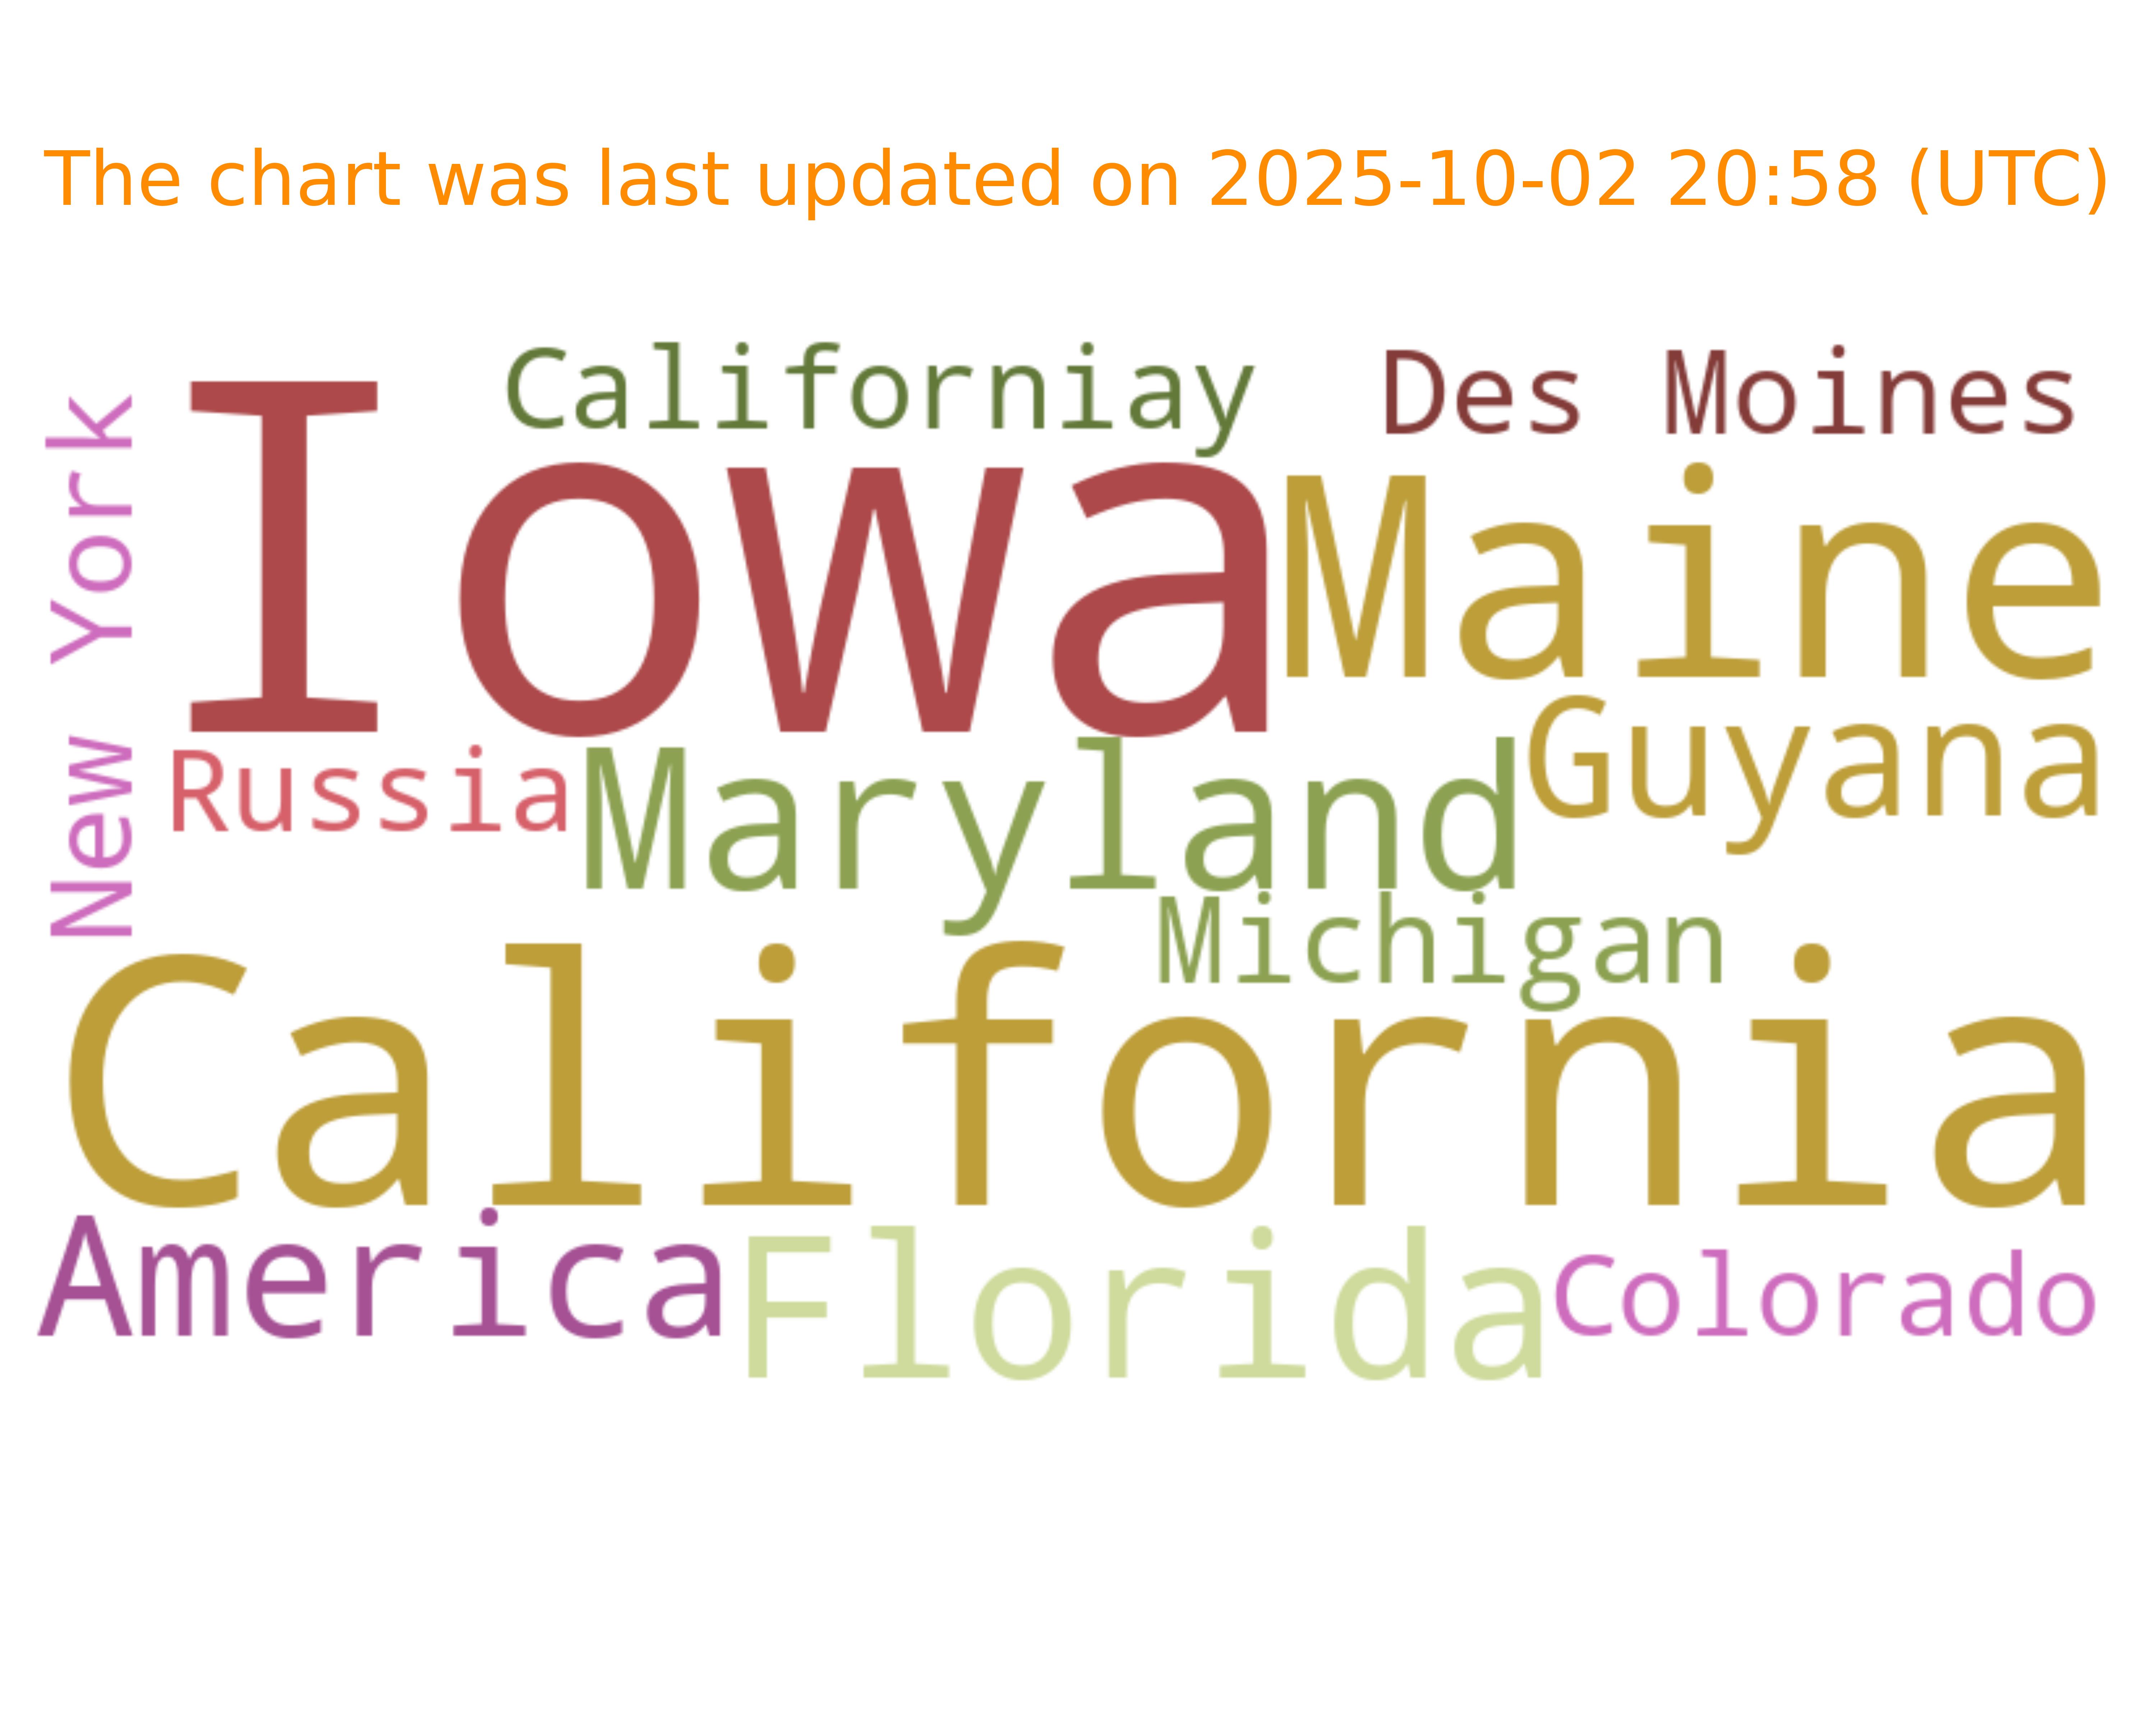 The chart was last updated on 2025-10-02 20:58 (UTC)
Californiay
Des Moines
New York
Iowa
Maine
Russia
Maryland
Guyana
Michigan
California
America
Florida
Colorado